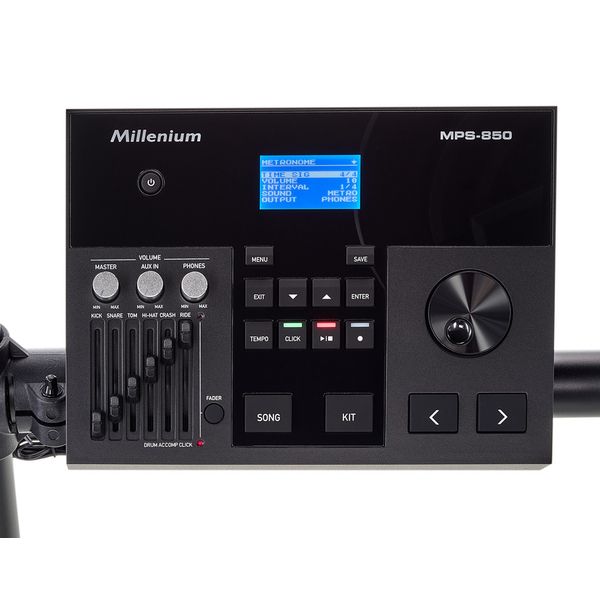 Millenium
MPS-850
METRONOME
TIME SIG 4/4
VOLUME 10
INTERVAL 1/4
SOUND METRO
OUTPUT PHONES
VOLUME
MASTER AUX IN PHONES
MIN MAX MIN MAX MIN MAX
KICK SNARE TOM HI-HAT CRASH RIDE
FADER
DRUM ACCOMP CLICK
MENU SAVE
EXIT ENTER
TEMPO CLICK
SONG KIT